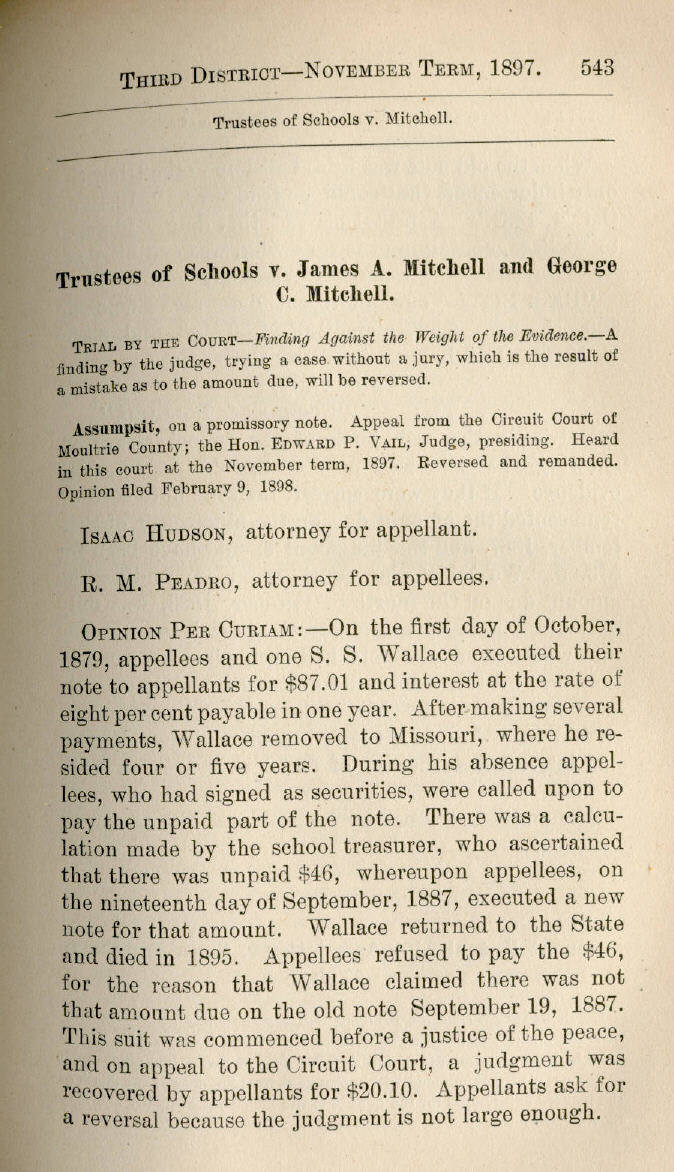 THIRD DISTRICT—NOVEMBER TERM, 1897. 543
Trustees of Schools v. Mitchell.
Trustees of Schools v. James A. Mitchell and George
C. Mitchell.
TRIAL BY THE COURT—Finding Against the Weight of the Evidence.—A
finding by the judge, trying a case without a jury, which is the result of
a mistake as to the amount due, will be reversed.
Assumpsit, on a promissory note. Appeal from the Circuit Court of
Moultrie County; the Hon. EDWARD P. VAIL, Judge, presiding. Heard
in this court at the November term, 1897. Reversed and remanded.
Opinion filed February 9, 1898.
ISAAC HUDSON, attorney for appellant.
R. M. PEADRO, attorney for appellees.
OPINION PER CURIAM:—On the first day of October,
1879, appellees and one S. S. Wallace executed their
note to appellants for $87.01 and interest at the rate of
eight per cent payable in one year. After making several
payments, Wallace removed to Missouri, where he re-
sided four or five years. During his absence appel-
lees, who had signed as securities, were called upon to
pay the unpaid part of the note. There was a calcu-
lation made by the school treasurer, who ascertained
that there was unpaid $46, whereupon appellees, on
the nineteenth day of September, 1887, executed a new
note for that amount. Wallace returned to the State
and died in 1895. Appellees refused to pay the $46,
for the reason that Wallace claimed there was not
that amount due on the old note September 19, 1887.
This suit was commenced before a justice of the peace,
and on appeal to the Circuit Court, a judgment was
recovered by appellants for $20.10. Appellants ask for
a reversal because the judgment is not large enough.